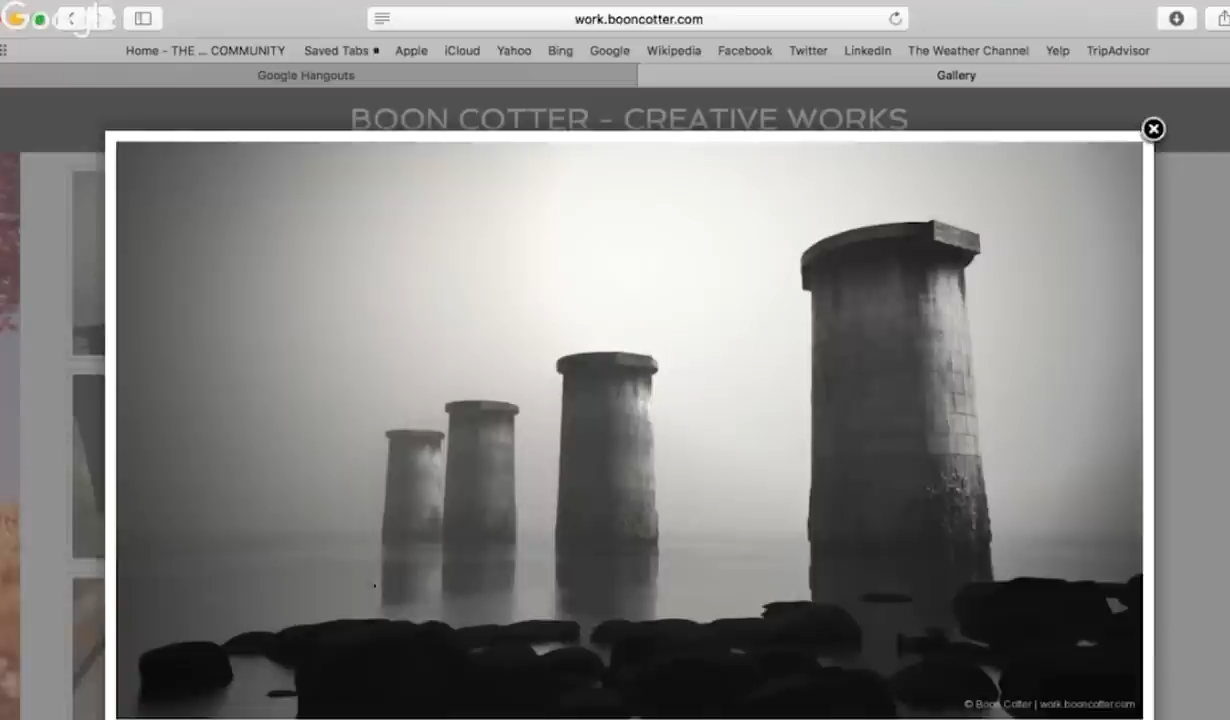 Google
work.booncotter.com
Home - THE ... COMMUNITY Saved Tabs Apple iCloud Yahoo Bing Google Wikipedia Facebook Twitter LinkedIn The Weather Channel Yelp TripAdvisor
Google Hangouts Gallery
BOON COTTER - CREATIVE WORKS
© Boon Cotter | work.booncotter.com